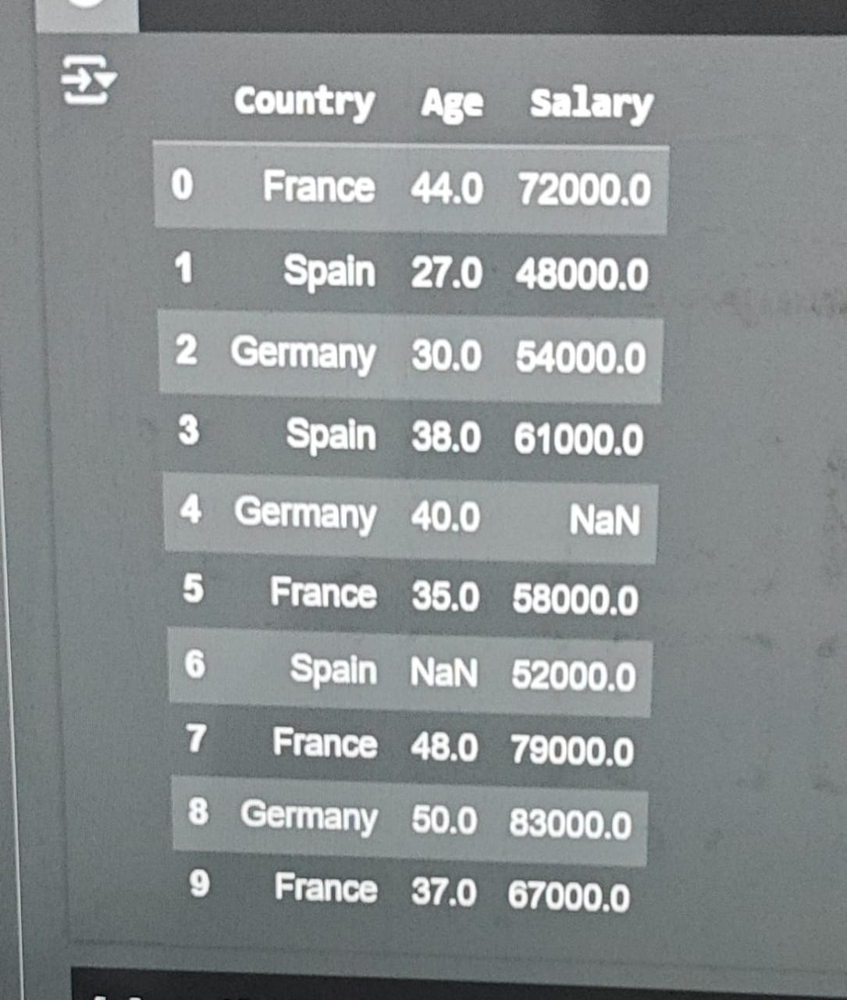 Country Age Salary
0 France 44.0 72000.0
1 Spain 27.0 48000.0
2 Germany 30.0 54000.0
3 Spain 38.0 61000.0
4 Germany 40.0 NaN
5 France 35.0 58000.0
6 Spain NaN 52000.0
7 France 48.0 79000.0
8 Germany 50.0 83000.0
9 France 37.0 67000.0